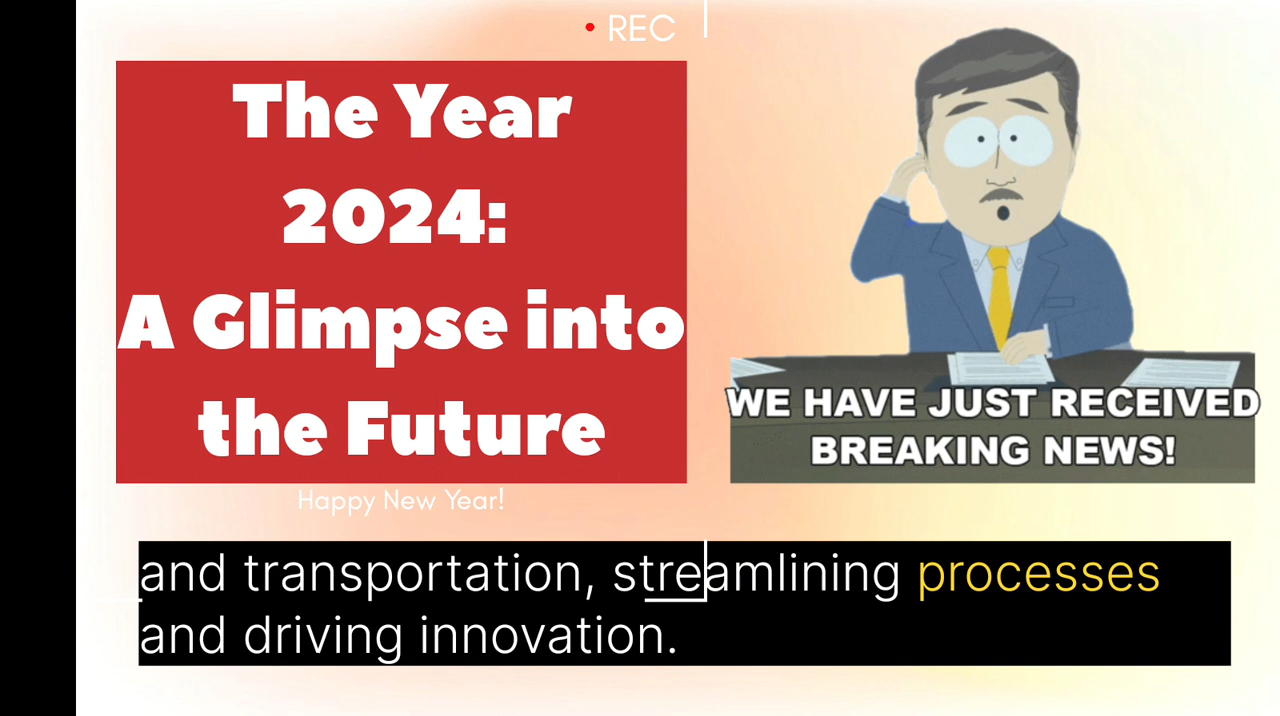 REC
The Year
2024:
A Glimpse into
the Future
WE HAVE JUST RECEIVED
BREAKING NEWS!
Happy New Year!
and transportation, streamlining processes
and driving innovation.